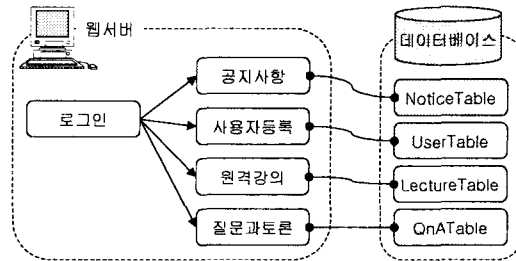 웹서버
데이터베이스
로그인
공지사항
사용자등록
원격강의
질문과토론
NoticeTable
UserTable
LectureTable
QnATable